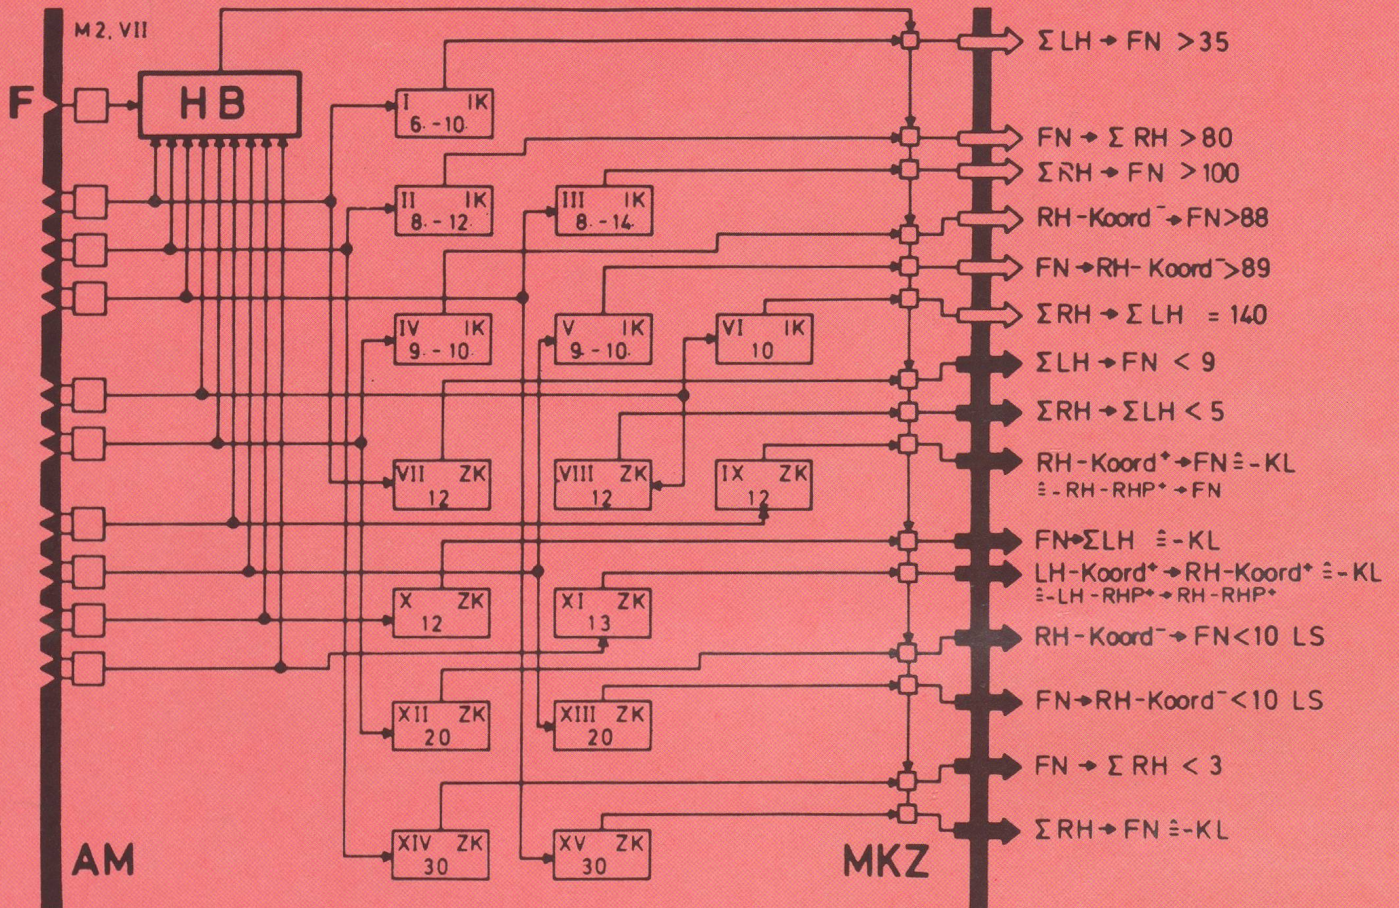 M2, VII
F
HB
I IK
6.-10.
II IK
8.-12.
III IK
8.-14.
IV IK
9.-10.
V IK
9.-10.
VI IK
10
VII ZK
12
VIII ZK
12
IX ZK
12
X ZK
12
XI ZK
13
XII ZK
20
XIII ZK
20
XIV ZK
30
XV ZK
30
AM
MKZ
ΣLH → FN >35
FN → Σ RH >80
ΣRH → FN >100
RH-Koord⁻ → FN>88
FN → RH-Koord⁻>89
ΣRH → ΣLH = 140
ΣLH → FN < 9
ΣRH → ΣLH < 5
RH-Koord⁺ → FN ≙-KL
≙-RH-RHP⁺ → FN
FN→ΣLH ≙-KL
LH-Koord⁺ → RH-Koord⁺ ≙-KL
≙-LH-RHP⁺ → RH-RHP⁺
RH-Koord⁻ → FN<10 LS
FN→RH-Koord⁻<10 LS
FN → Σ RH < 3
ΣRH → FN ≙-KL